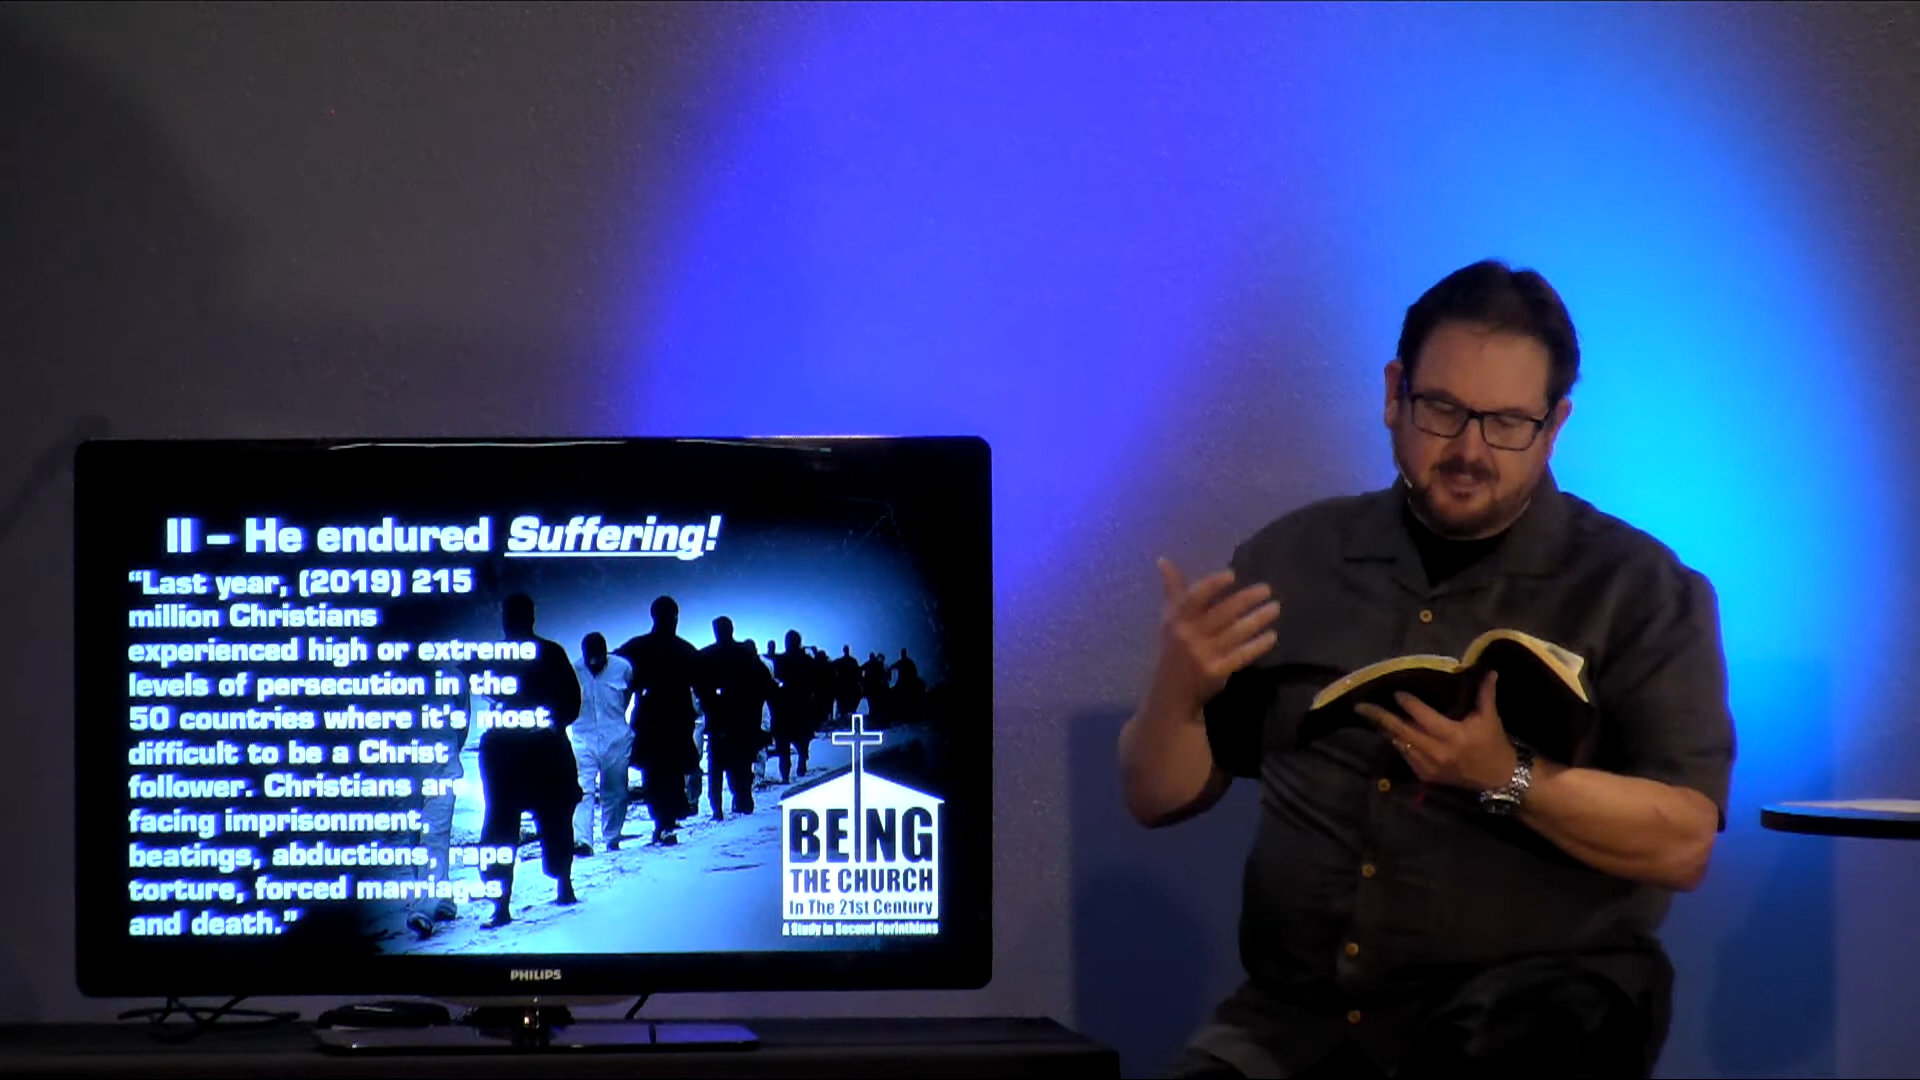 II – He endured Suffering!
“Last year, (2019) 215
million Christians
experienced high or extreme
levels of persecution in the
50 countries where it’s most
difficult to be a Christ
follower. Christians are
facing imprisonment,
beatings, abductions, rape,
torture, forced marriages
and death.”
BEING
THE CHURCH
In The 21st Century
A Study in Second Corinthians
PHILIPS